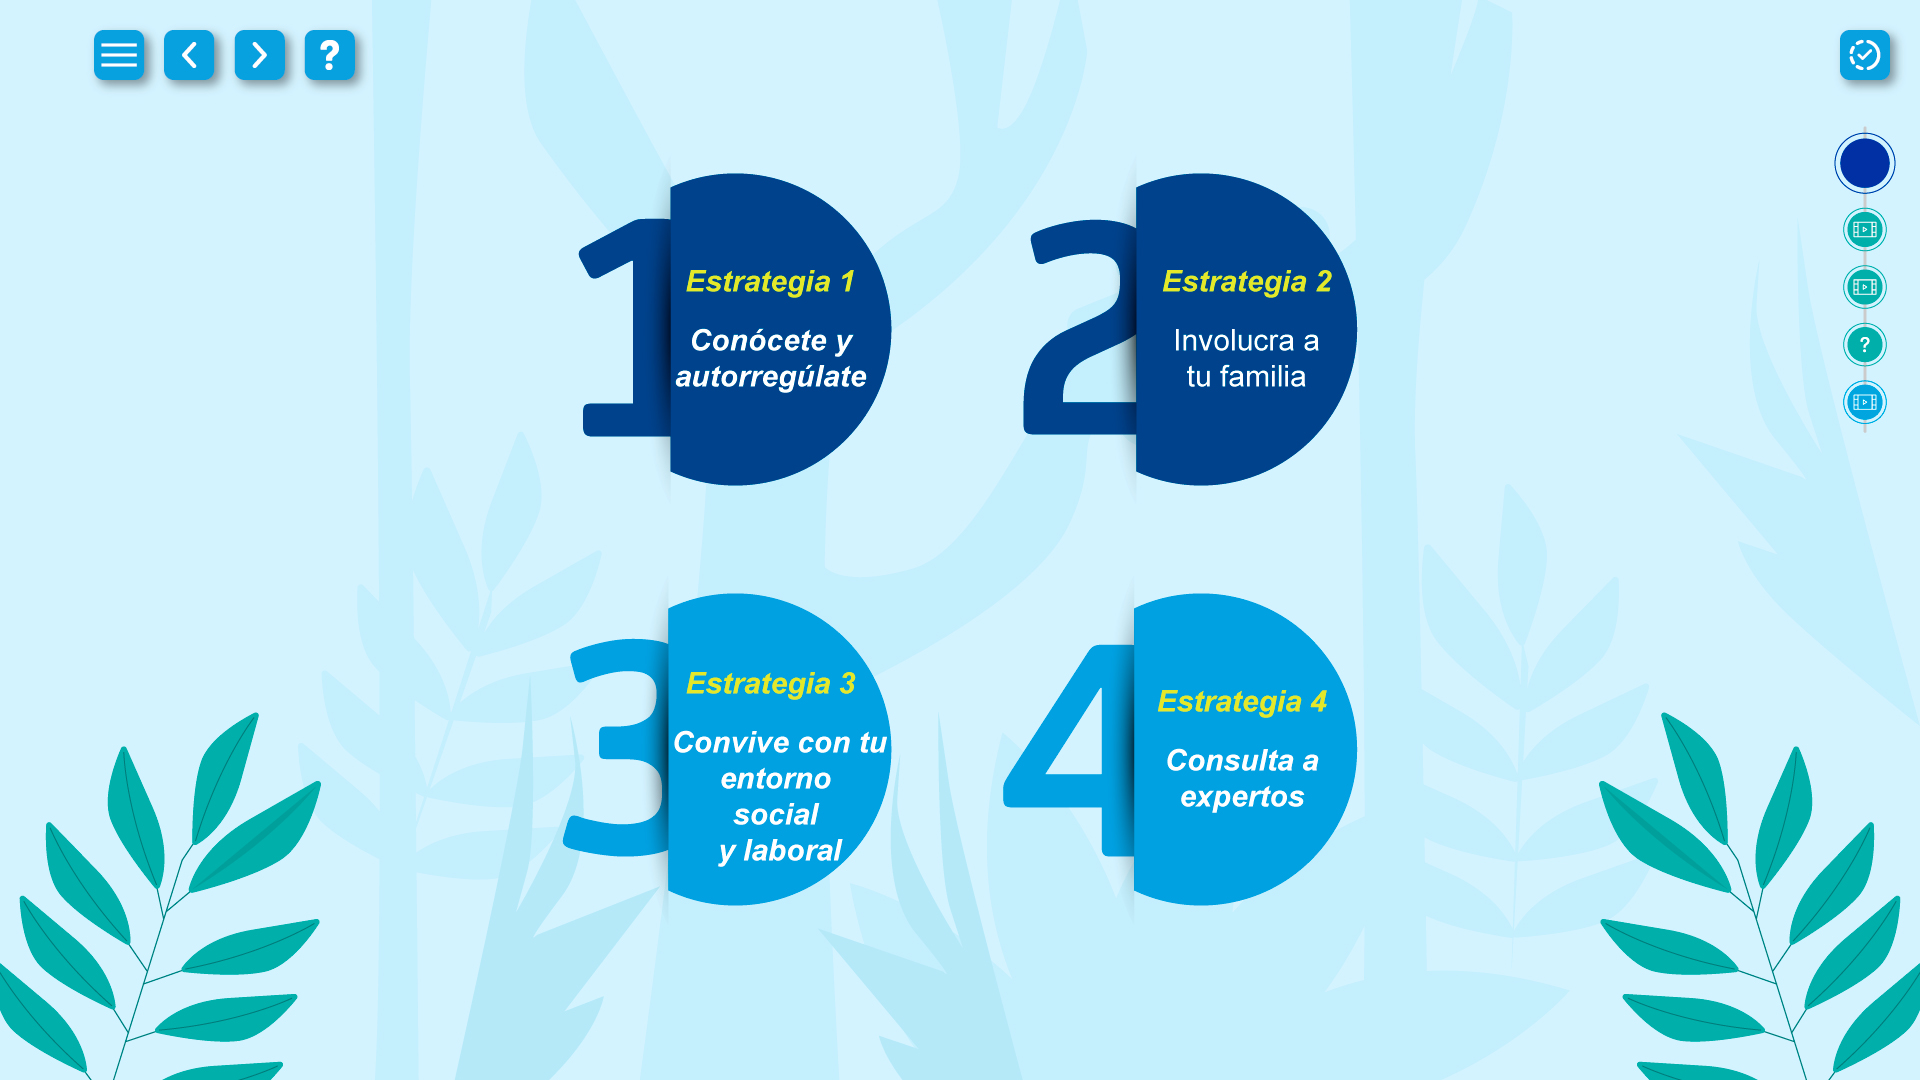 ?
1
Estrategia 1
Conócete y
autorregúlate
2
Estrategia 2
Involucra a
tu familia
?
3
Estrategia 3
Convive con tu
entorno
social
y laboral
4
Estrategia 4
Consulta a
expertos